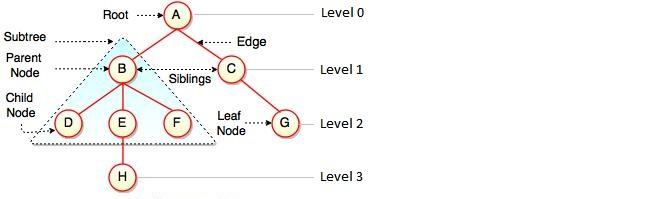 Root
A
Level 0
Subtree
Edge
Parent
Node
B
Siblings
C
Level 1
Child
Node
D
E
F
Leaf
Node
G
Level 2
H
Level 3